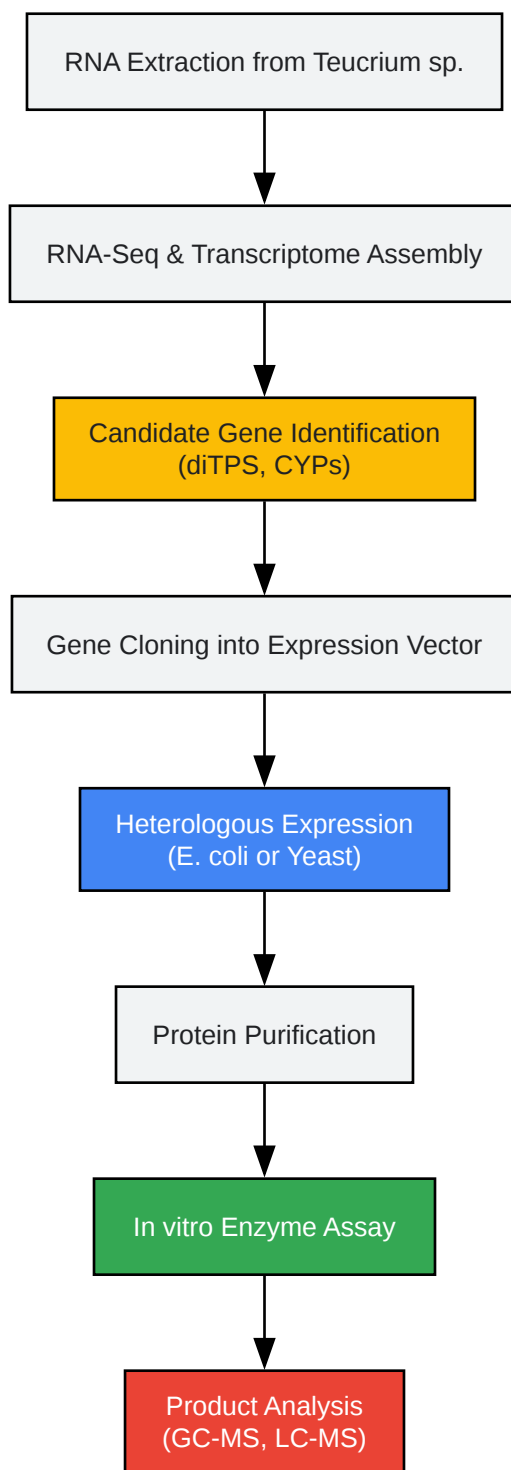 RNA Extraction from Teucrium sp.
RNA-Seq & Transcriptome Assembly
Candidate Gene Identification
(diTPS, CYPs)
Gene Cloning into Expression Vector
Heterologous Expression
(E. coli or Yeast)
Protein Purification
In vitro Enzyme Assay
Product Analysis
(GC-MS, LC-MS)